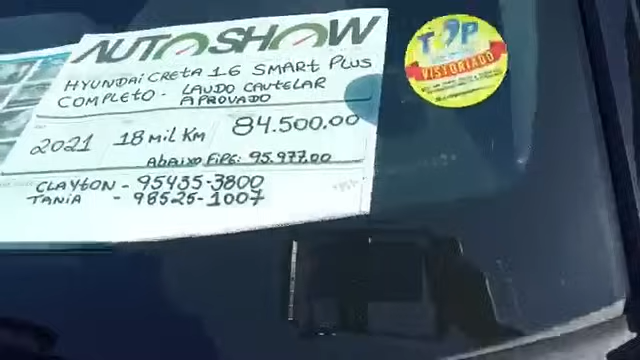 AUTOSHOW
HYUNDAI CRETA 1.6 SMART PLUS
COMPLETO - LAUDO CAUTELAR
APROVADO
2021 18 MIL KM 84.500,00
ABAIXO FIPE: 95.977,00
CLAYTON - 95435-3800
TANIA - 98525-1007
TOP
VISTORIADO